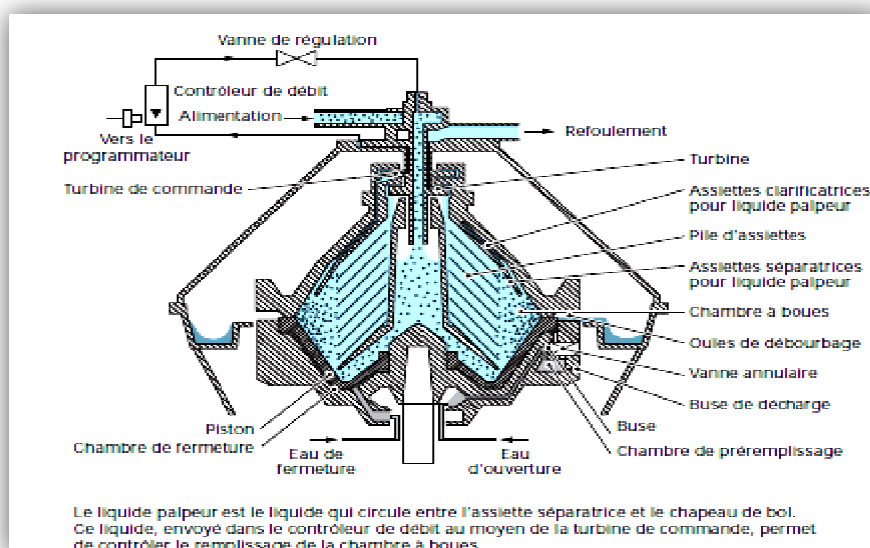 Vanne de régulation
Contrôleur de débit
Alimentation
Vers le
programmateur
Refoulement
Turbine de commande
Turbine
Assiettes clarificatrices
pour liquide palpeur
Pile d'assiettes
Assiettes séparatrices
pour liquide palpeur
Chambre à boues
Ouïes de débourbage
Vanne annulaire
Buse de décharge
Buse
Chambre de préremplissage
Piston
Chambre de fermeture
Eau de
fermeture
Eau
d'ouverture
Le liquide palpeur est le liquide qui circule entre l'assiette séparatrice et le chapeau de bol.
Ce liquide, envoyé dans le contrôleur de débit au moyen de la turbine de commande, permet
de contrôler le remplissage de la chambre à boues